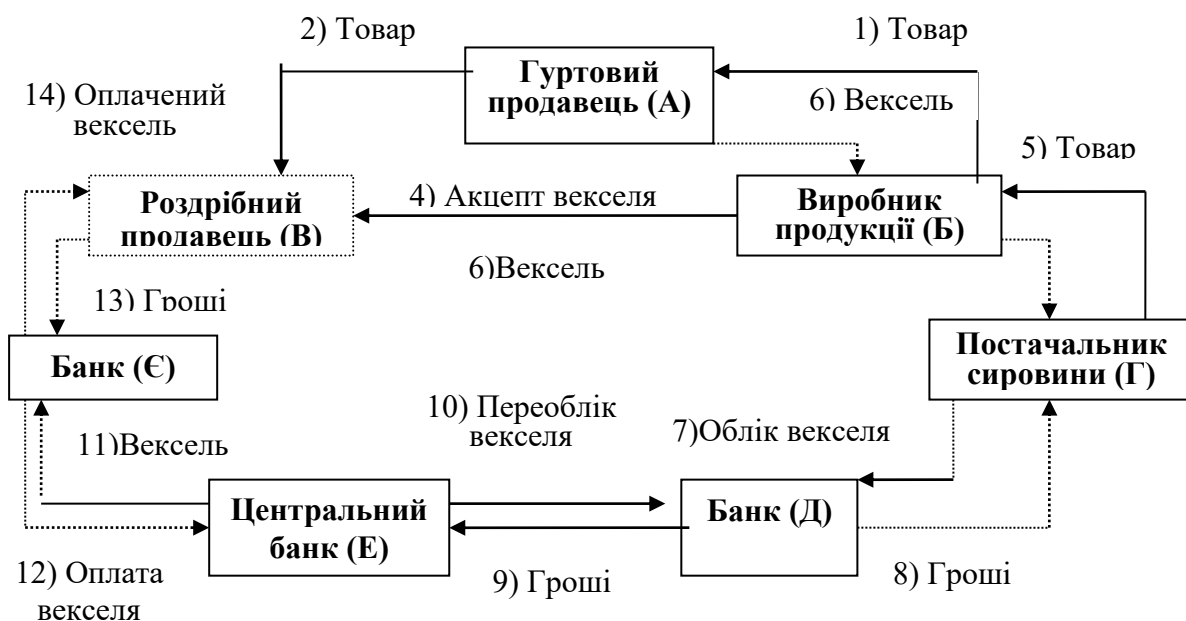 2) Товар
1) Товар
Гуртовий
продавець (А)
14) Оплачений
вексель
6) Вексель
5) Товар
Роздрібний
продавець (В)
4) Акцепт векселя
Виробник
продукції (Б)
6)Вексель
13) Гроші
Банк (Є)
Постачальник
сировини (Г)
10) Переоблік
векселя
11)Вексель
7)Облік векселя
Центральний
банк (Е)
Банк (Д)
12) Оплата
векселя
9) Гроші
8) Гроші